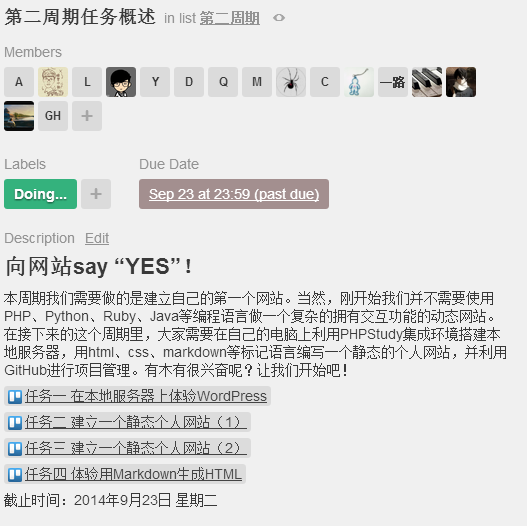 第二周期任务概述 in list 第二周期
Members
A L Y D Q M C 一路
GH +
Labels Due Date
Doing... + Sep 23 at 23:59 (past due)
Description Edit
向网站say “YES”！
本周期我们需要做的是建立自己的第一个网站。当然，刚开始我们并不需要使用
PHP、Python、Ruby、Java等编程语言做一个复杂的拥有交互功能的动态网站。
在接下来的这个周期里，大家需要在自己的电脑上利用PHPStudy集成环境搭建本
地服务器，用html、css、markdown等标记语言编写一个静态的个人网站，并利用
GitHub进行项目管理。有木有很兴奋呢？让我们开始吧！
任务一 在本地服务器上体验WordPress
任务二 建立一个静态个人网站（1）
任务三 建立一个静态个人网站（2）
任务四 体验用Markdown生成HTML
截止时间：2014年9月23日 星期二